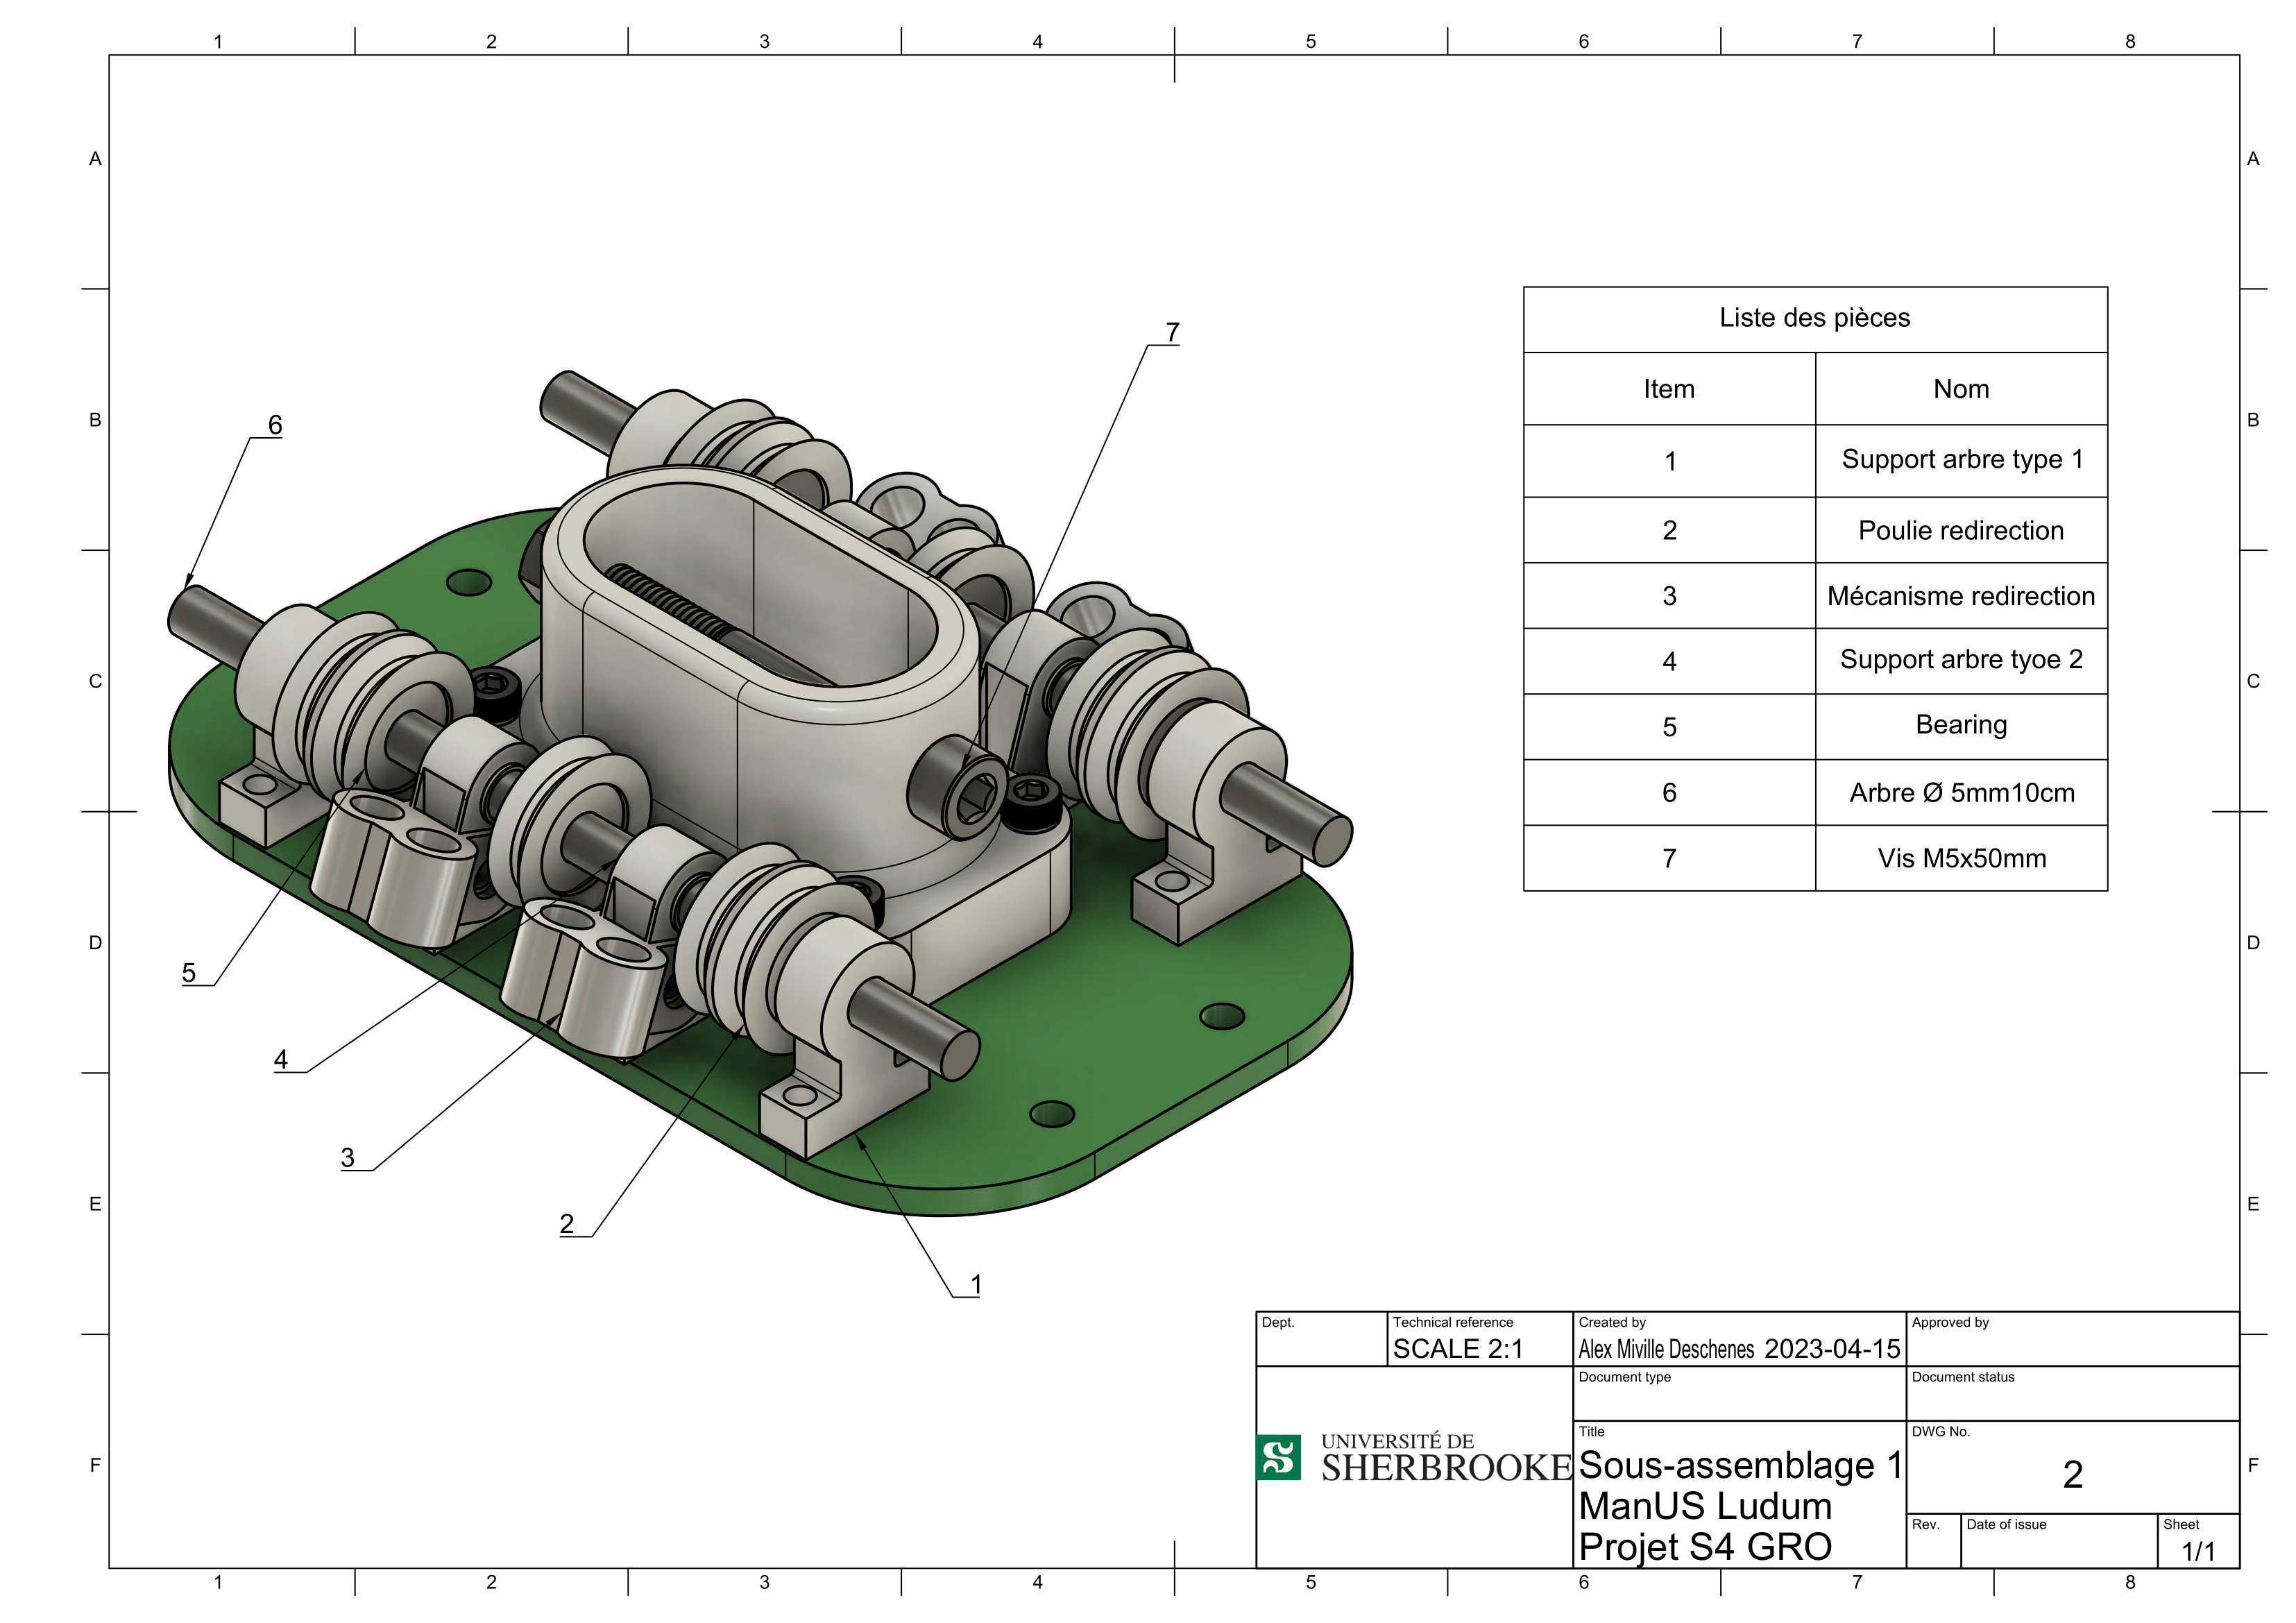 1 2 3 4 5 6 7 8
A A
B B
C C
D D
E E
F F
7
6
5
4
3
2
1
Liste des pièces
Item Nom
1 Support arbre type 1
2 Poulie redirection
3 Mécanisme redirection
4 Support arbre tyoe 2
5 Bearing
6 Arbre Ø 5mm10cm
7 Vis M5x50mm
Dept. Technical reference Created by Approved by
SCALE 2:1 Alex Miville Deschenes 2023-04-15
Document type Document status
UNIVERSITÉ DE
SHERBROOKE
Title DWG No.
Sous-assemblage 1
ManUS Ludum
Projet S4 GRO
2
Rev. Date of issue Sheet
1/1
1 2 3 4 5 6 7 8